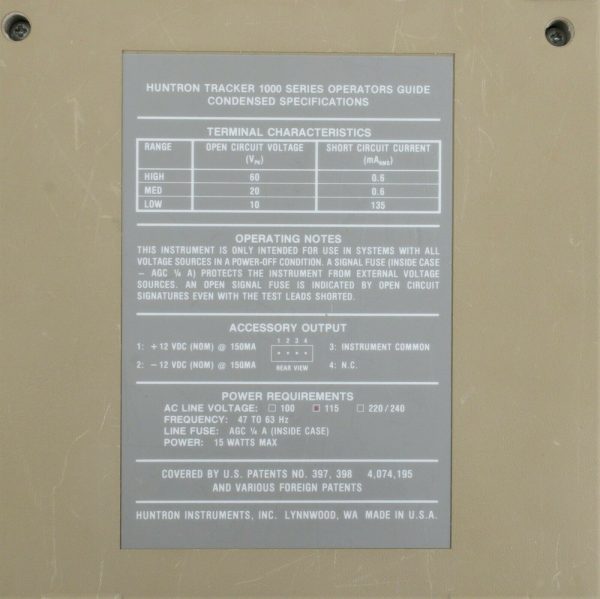 HUNTRON TRACKER 1000 SERIES OPERATORS GUIDE
CONDENSED SPECIFICATIONS
TERMINAL CHARACTERISTICS
RANGE OPEN CIRCUIT VOLTAGE SHORT CIRCUIT CURRENT
(VPK) (mARMS)
HIGH 60 0.6
MED 20 0.6
LOW 10 135
OPERATING NOTES
THIS INSTRUMENT IS ONLY INTENDED FOR USE IN SYSTEMS WITH ALL
VOLTAGE SOURCES IN A POWER-OFF CONDITION. A SIGNAL FUSE (INSIDE CASE
– AGC ¼ A) PROTECTS THE INSTRUMENT FROM EXTERNAL VOLTAGE
SOURCES. AN OPEN SIGNAL FUSE IS INDICATED BY OPEN CIRCUIT
SIGNATURES EVEN WITH THE TEST LEADS SHORTED.
ACCESSORY OUTPUT
1 2 3 4
1: +12 VDC (NOM) @ 150MA 3: INSTRUMENT COMMON
2: −12 VDC (NOM) @ 150MA 4: N.C.
REAR VIEW
POWER REQUIREMENTS
AC LINE VOLTAGE: 100 115 220/240
FREQUENCY: 47 TO 63 Hz
LINE FUSE: AGC ¼ A (INSIDE CASE)
POWER: 15 WATTS MAX
COVERED BY U.S. PATENTS NO. 397, 398 4,074,195
AND VARIOUS FOREIGN PATENTS
HUNTRON INSTRUMENTS, INC. LYNNWOOD, WA MADE IN U.S.A.